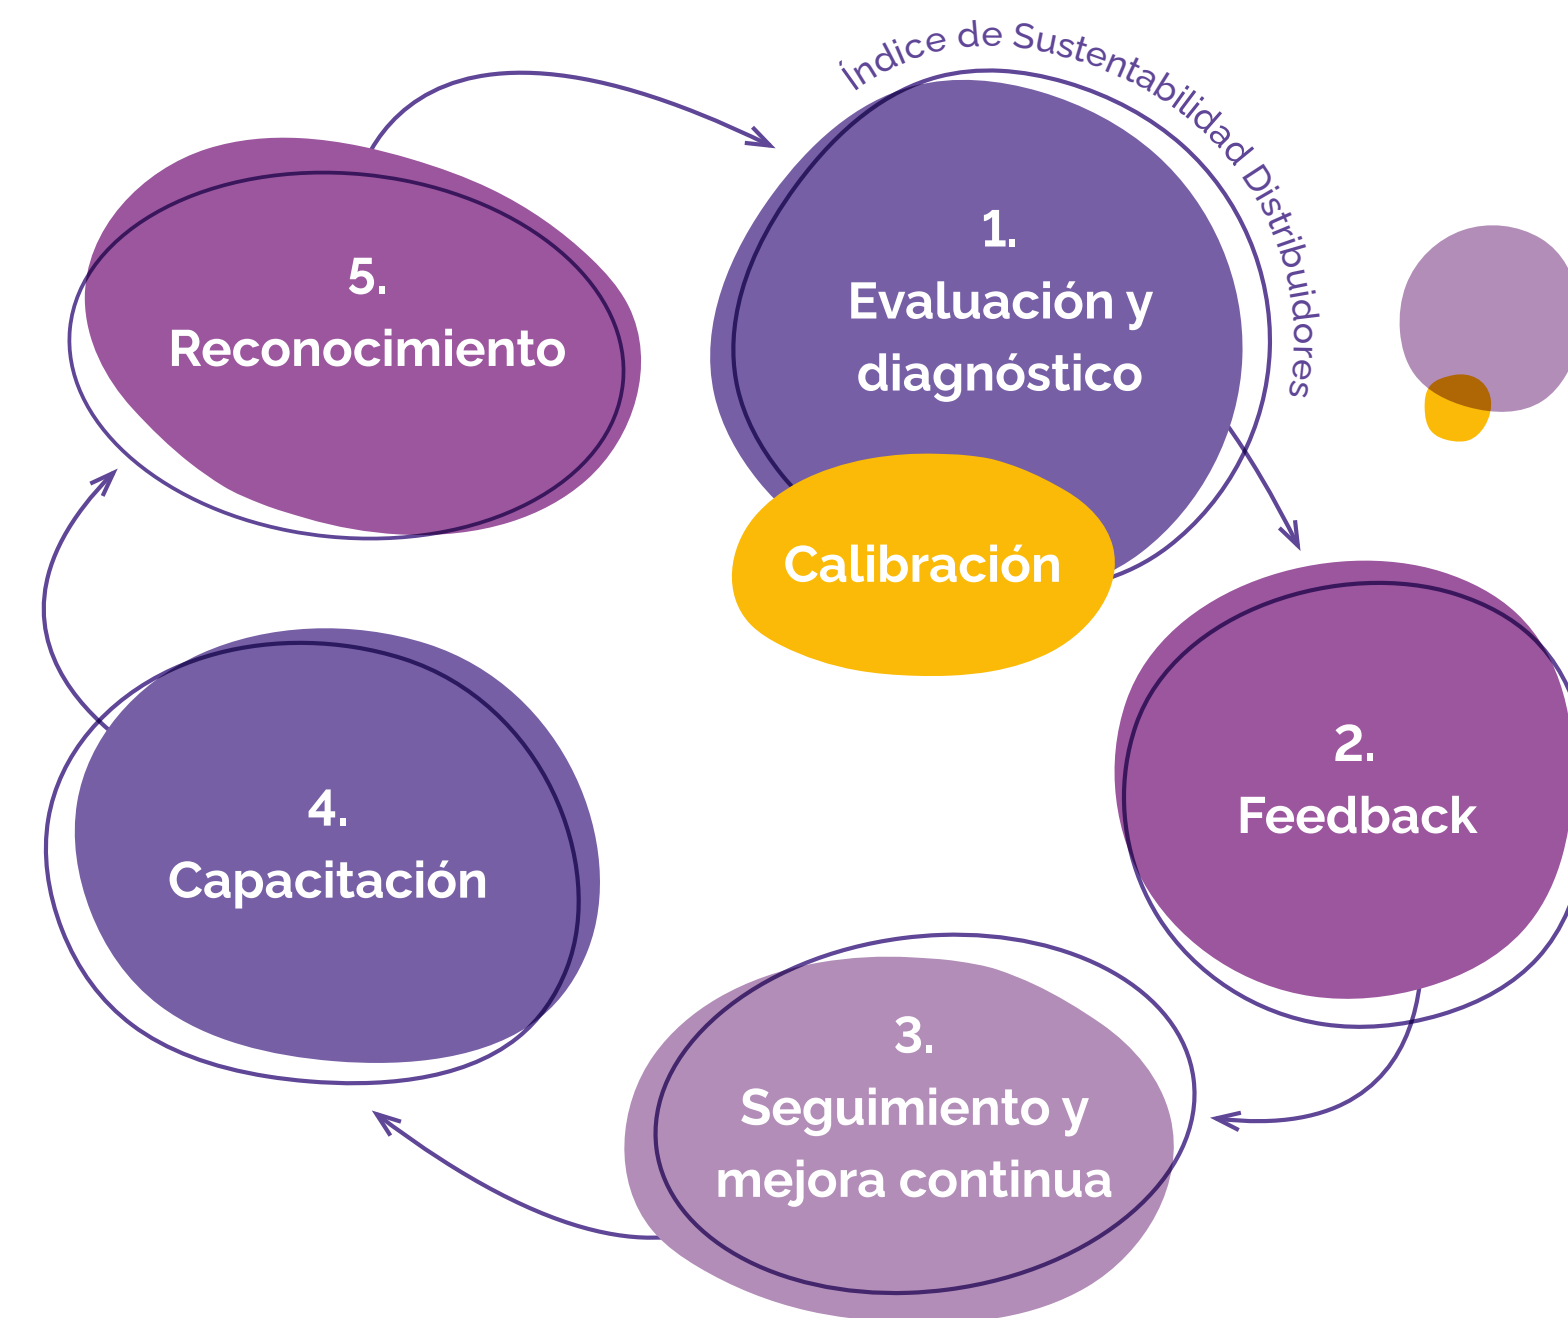 Índice de Sustentabilidad Distribuidores
1.
Evaluación y
diagnóstico
Calibración
2.
Feedback
3.
Seguimiento y
mejora continua
4.
Capacitación
5.
Reconocimiento